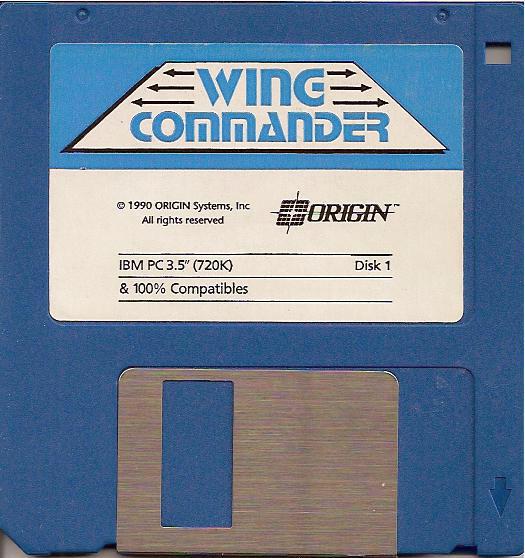 WING
COMMANDER
© 1990 ORIGIN Systems, Inc
All rights reserved
ORIGIN™
IBM PC 3.5" (720K) Disk 1
& 100% Compatibles